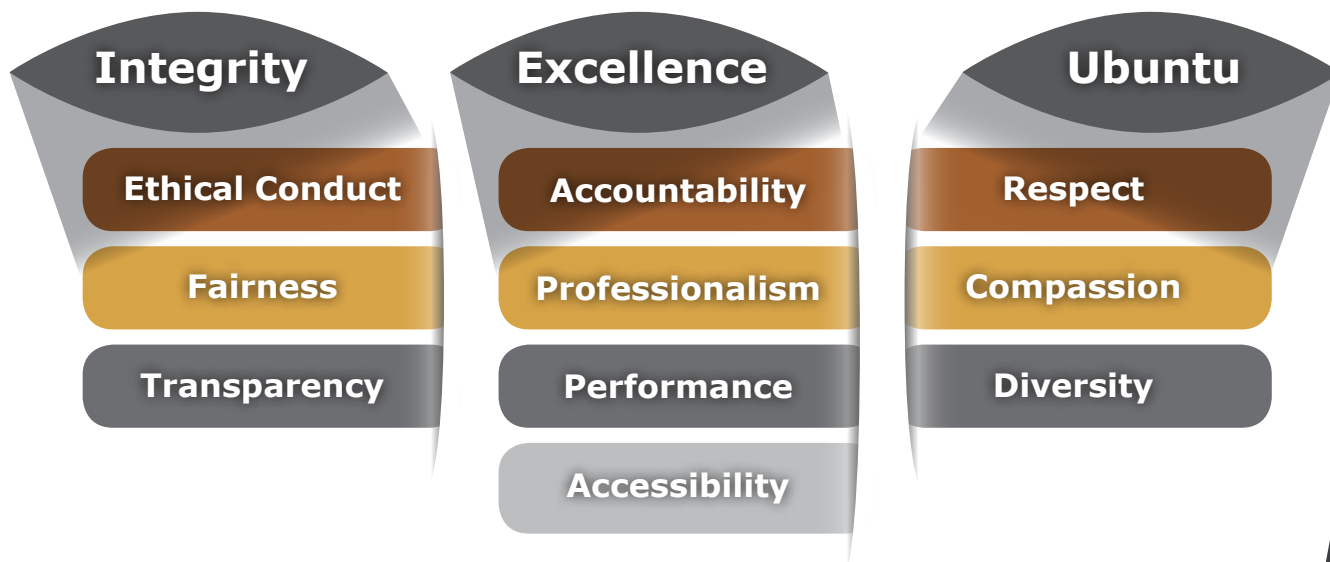 Integrity
Ethical Conduct
Fairness
Transparency
Excellence
Accountability
Professionalism
Performance
Accessibility
Ubuntu
Respect
Compassion
Diversity